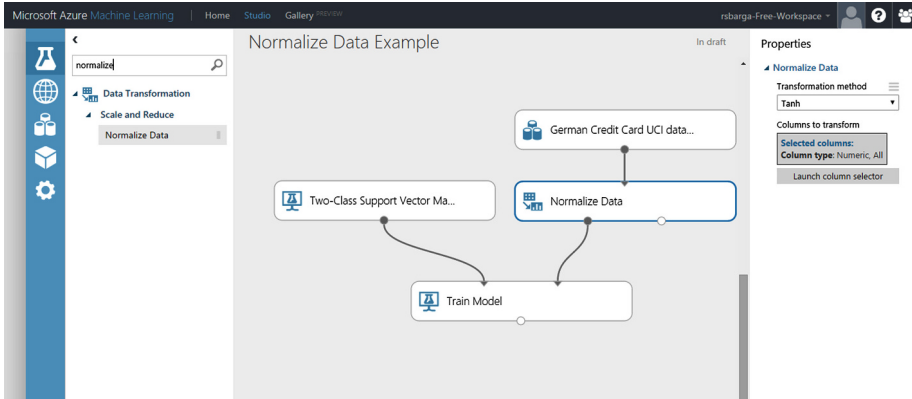 Microsoft Azure Machine Learning | Home Studio Gallery PREVIEW rsbarga-Free-Workspace
normalize
Data Transformation
Scale and Reduce
Normalize Data
Normalize Data Example
In draft
German Credit Card UCI data...
Two-Class Support Vector Ma...
Normalize Data
Train Model
Properties
Normalize Data
Transformation method
Tanh
Columns to transform
Selected columns:
Column type: Numeric, All
Launch column selector